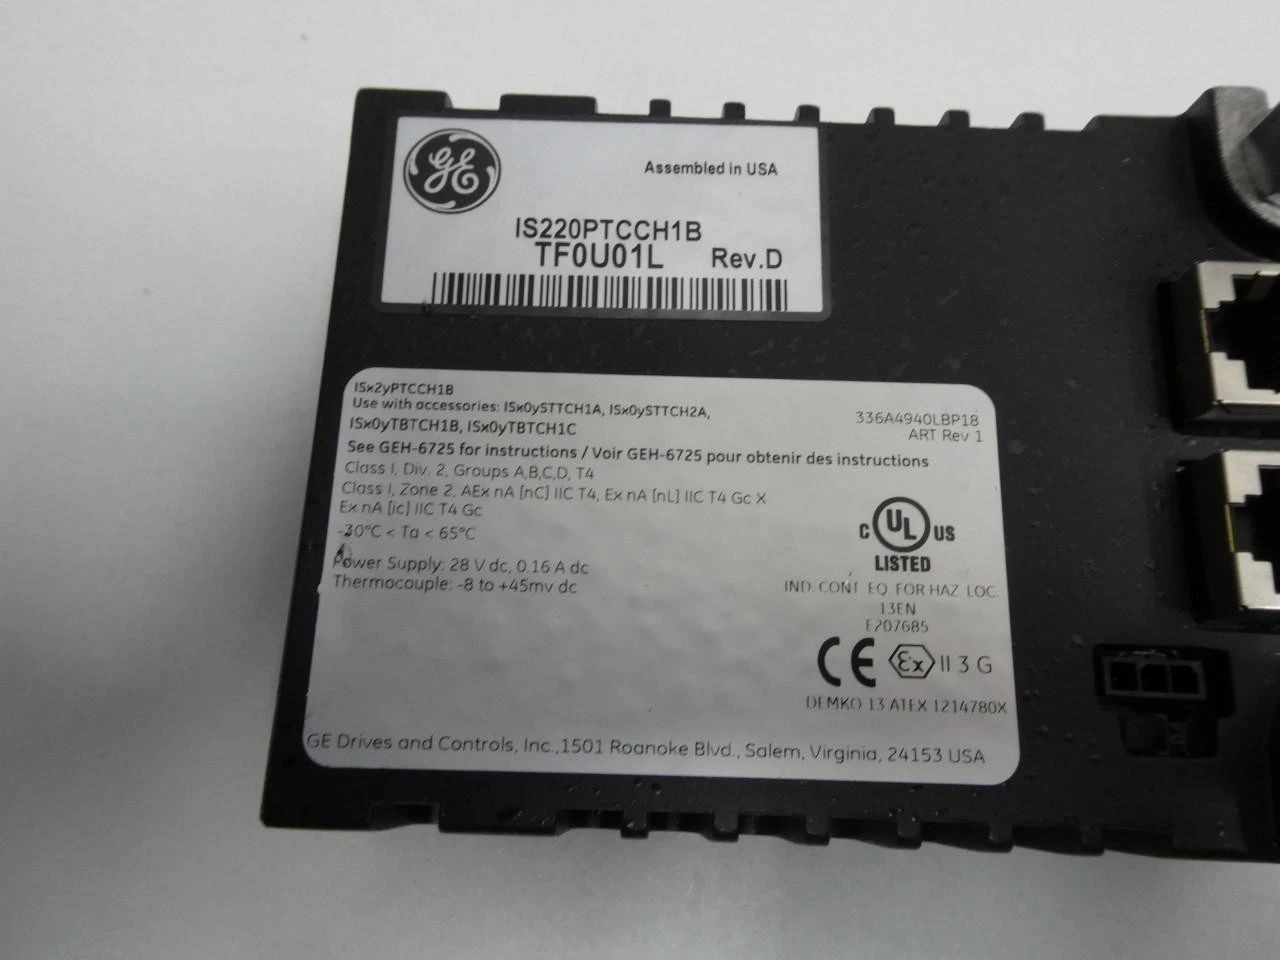 GE
Assembled in USA
IS220PTCCH1B
TF0U01L Rev.D
ISx2yPTCCH1B
Use with accessories: ISx0ySTTCH1A, ISx0ySTTCH2A,
ISx0yTBTCH1B, ISx0yTBTCH1C
336A4940LBP18
ART Rev 1
See GEH-6725 for instructions / Voir GEH-6725 pour obtenir des instructions
Class I, Div. 2, Groups A,B,C,D, T4
Class I, Zone 2, AEx nA [nC] IIC T4, Ex nA [nL] IIC T4 Gc X
Ex nA [ic] IIC T4 Gc
-30°C < Ta < 65°C
Power Supply: 28 V dc, 0.16 A dc
Thermocouple: -8 to +45mv dc
C UL US
LISTED
IND. CONT. EQ. FOR HAZ. LOC.
13EN
E207685
CE Ex II 3 G
DEMKO 13 ATEX 1214780X
GE Drives and Controls, Inc.,1501 Roanoke Blvd., Salem, Virginia, 24153 USA